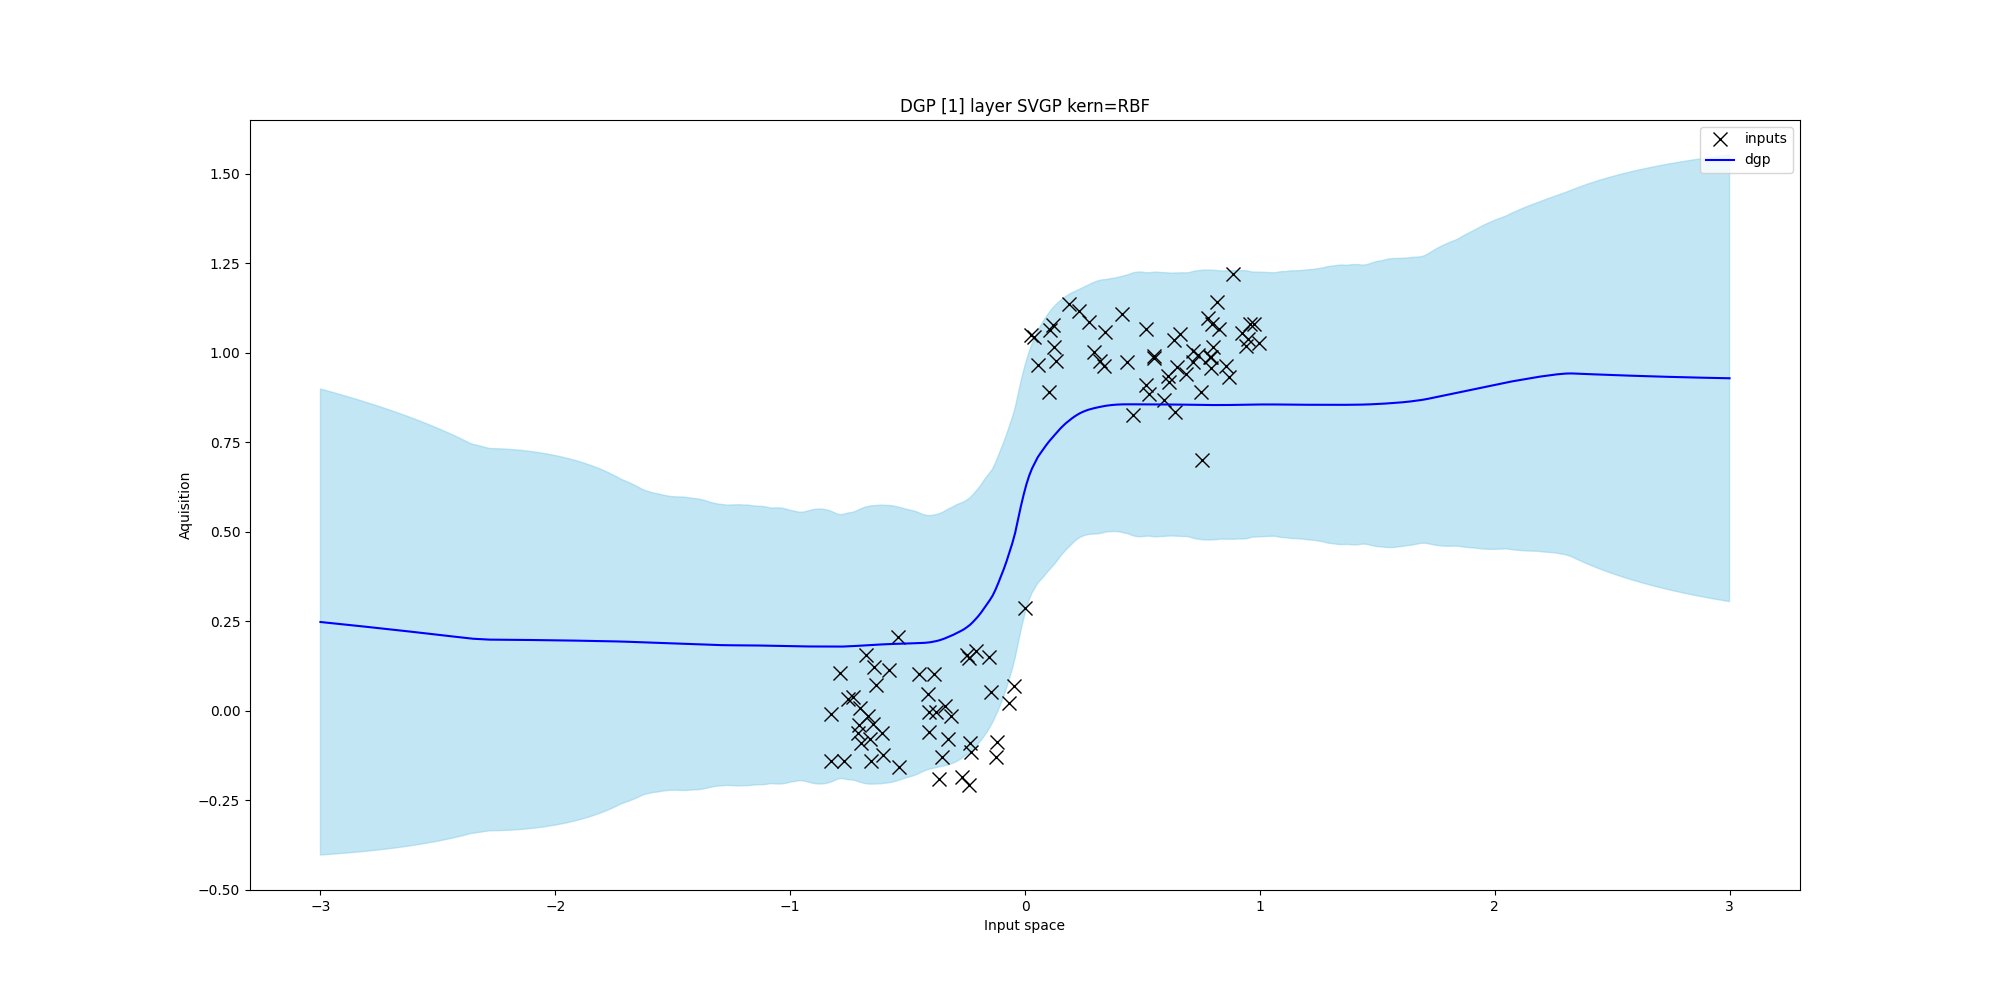 DGP [1] layer SVGP kern=RBF
inputs
dgp
1.50
1.25
1.00
0.75
0.50
0.25
0.00
−0.25
−0.50
Aquisition
−3 −2 −1 0 1 2 3
Input space